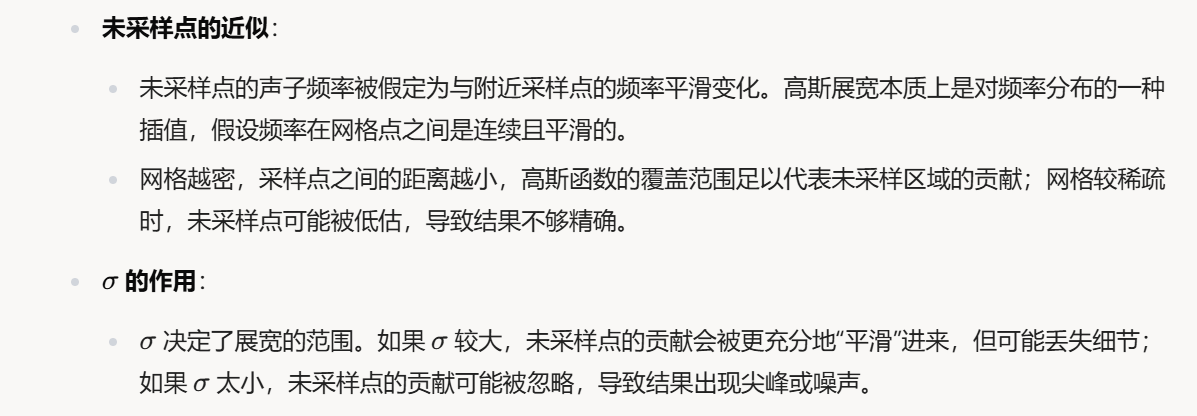 未采样点的近似：
未采样点的声子频率被假定为与附近采样点的频率平滑变化。高斯展宽本质上是对频率分布的一种
插值，假设频率在网格点之间是连续且平滑的。
网格越密，采样点之间的距离越小，高斯函数的覆盖范围足以代表未采样区域的贡献；网格较稀疏
时，未采样点可能被低估，导致结果不够精确。
σ 的作用：
σ 决定了展宽的范围。如果 σ 较大，未采样点的贡献会被更充分地“平滑”进来，但可能丢失细节；
如果 σ 太小，未采样点的贡献可能被忽略，导致结果出现尖峰或噪声。